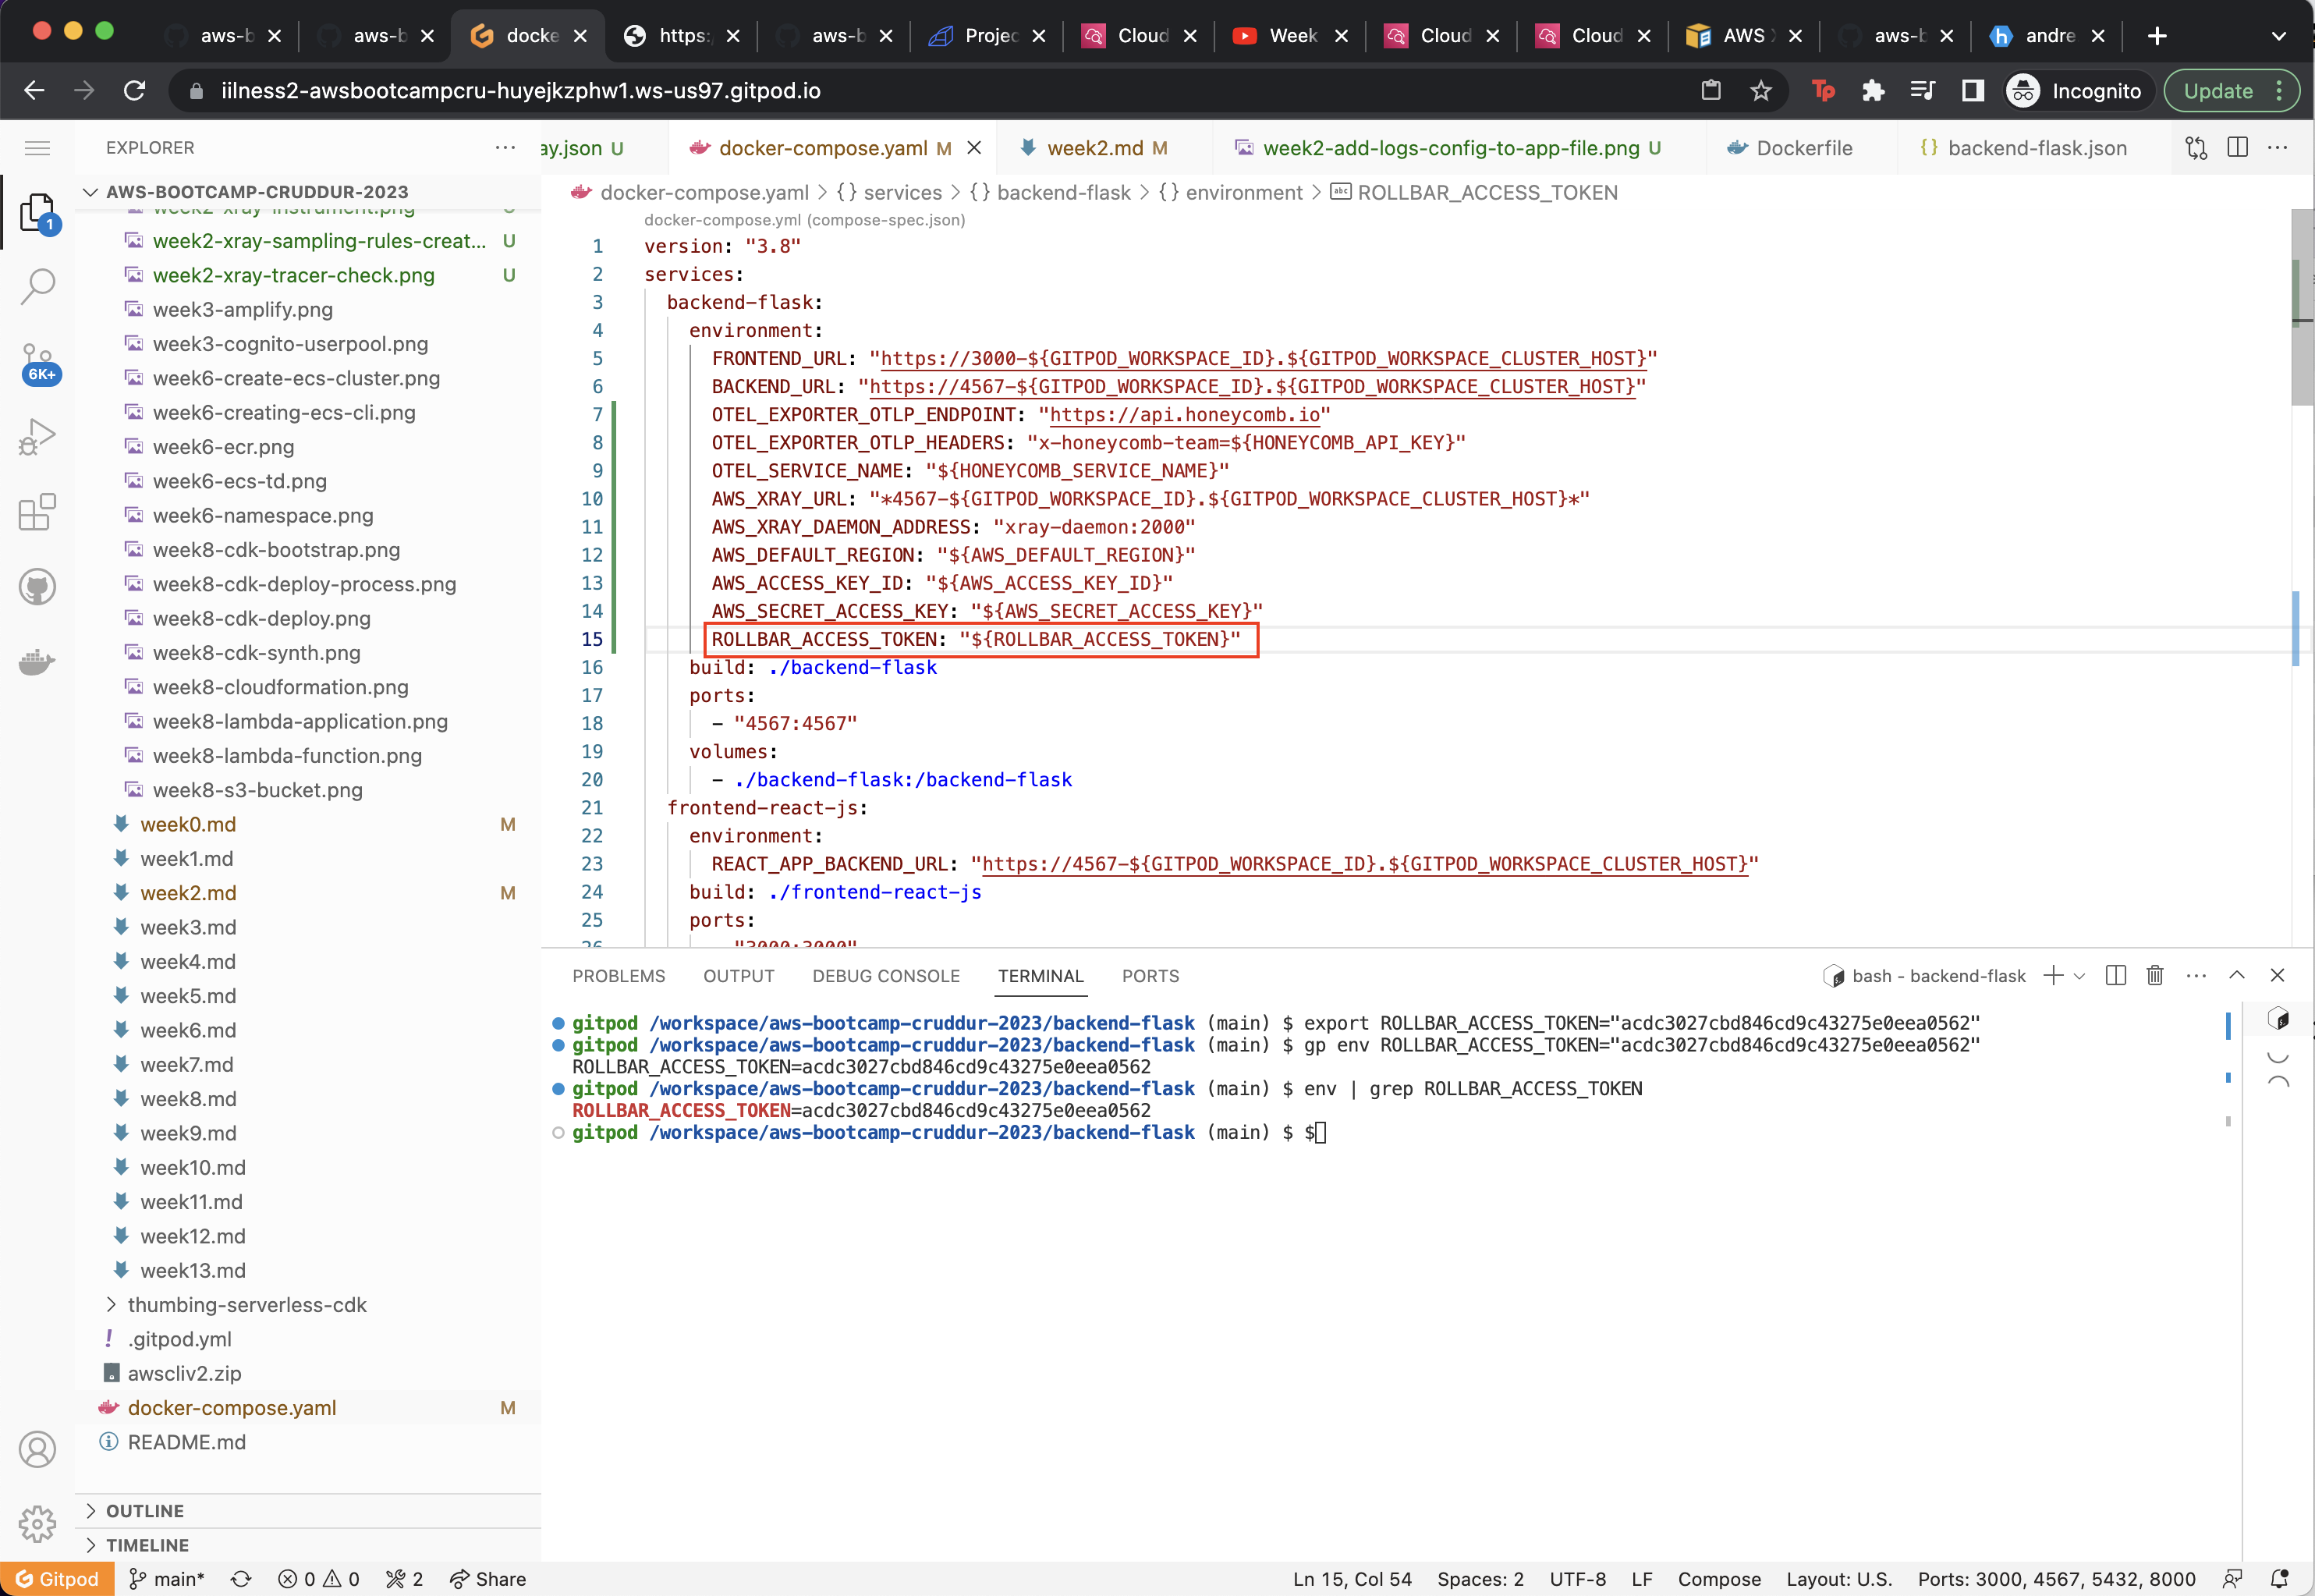 aws-b
aws-b
docke
https:
aws-b
Projec
Cloud
Week
Cloud
Cloud
AWS
aws-b
andre
iilness2-awsbootcampcru-huyejkzphw1.ws-us97.gitpod.io
Tp
Incognito
Update
EXPLORER
ay.json U
docker-compose.yaml M
week2.md M
week2-add-logs-config-to-app-file.png U
Dockerfile
{} backend-flask.json
AWS-BOOTCAMP-CRUDDUR-2023
docker-compose.yaml > {} services > {} backend-flask > {} environment > abc ROLLBAR_ACCESS_TOKEN
1
6K+
week2-xray-instrument.png
week2-xray-sampling-rules-creat... U
week2-xray-tracer-check.png U
week3-amplify.png
week3-cognito-userpool.png
week6-create-ecs-cluster.png
week6-creating-ecs-cli.png
week6-ecr.png
week6-ecs-td.png
week6-namespace.png
week8-cdk-bootstrap.png
week8-cdk-deploy-process.png
week8-cdk-deploy.png
week8-cdk-synth.png
week8-cloudformation.png
week8-lambda-application.png
week8-lambda-function.png
week8-s3-bucket.png
week0.md M
week1.md
week2.md M
week3.md
week4.md
week5.md
week6.md
week7.md
week8.md
week9.md
week10.md
week11.md
week12.md
week13.md
thumbing-serverless-cdk
! .gitpod.yml
awscliv2.zip
docker-compose.yaml M
README.md
OUTLINE
TIMELINE
docker-compose.yml (compose-spec.json)
1 version: "3.8"
2 services:
3 backend-flask:
4 environment:
5 FRONTEND_URL: "https://3000-${GITPOD_WORKSPACE_ID}.${GITPOD_WORKSPACE_CLUSTER_HOST}"
6 BACKEND_URL: "https://4567-${GITPOD_WORKSPACE_ID}.${GITPOD_WORKSPACE_CLUSTER_HOST}"
7 OTEL_EXPORTER_OTLP_ENDPOINT: "https://api.honeycomb.io"
8 OTEL_EXPORTER_OTLP_HEADERS: "x-honeycomb-team=${HONEYCOMB_API_KEY}"
9 OTEL_SERVICE_NAME: "${HONEYCOMB_SERVICE_NAME}"
10 AWS_XRAY_URL: "*4567-${GITPOD_WORKSPACE_ID}.${GITPOD_WORKSPACE_CLUSTER_HOST}*"
11 AWS_XRAY_DAEMON_ADDRESS: "xray-daemon:2000"
12 AWS_DEFAULT_REGION: "${AWS_DEFAULT_REGION}"
13 AWS_ACCESS_KEY_ID: "${AWS_ACCESS_KEY_ID}"
14 AWS_SECRET_ACCESS_KEY: "${AWS_SECRET_ACCESS_KEY}"
15 ROLLBAR_ACCESS_TOKEN: "${ROLLBAR_ACCESS_TOKEN}"
16 build: ./backend-flask
17 ports:
18 - "4567:4567"
19 volumes:
20 - ./backend-flask:/backend-flask
21 frontend-react-js:
22 environment:
23 REACT_APP_BACKEND_URL: "https://4567-${GITPOD_WORKSPACE_ID}.${GITPOD_WORKSPACE_CLUSTER_HOST}"
24 build: ./frontend-react-js
25 ports:
26 "3000:3000"
PROBLEMS OUTPUT DEBUG CONSOLE TERMINAL PORTS
bash - backend-flask
gitpod /workspace/aws-bootcamp-cruddur-2023/backend-flask (main) $ export ROLLBAR_ACCESS_TOKEN="acdc3027cbd846cd9c43275e0eea0562"
gitpod /workspace/aws-bootcamp-cruddur-2023/backend-flask (main) $ gp env ROLLBAR_ACCESS_TOKEN="acdc3027cbd846cd9c43275e0eea0562"
ROLLBAR_ACCESS_TOKEN=acdc3027cbd846cd9c43275e0eea0562
gitpod /workspace/aws-bootcamp-cruddur-2023/backend-flask (main) $ env | grep ROLLBAR_ACCESS_TOKEN
ROLLBAR_ACCESS_TOKEN=acdc3027cbd846cd9c43275e0eea0562
gitpod /workspace/aws-bootcamp-cruddur-2023/backend-flask (main) $ $
Gitpod main* 0 0 2 Share Ln 15, Col 54 Spaces: 2 UTF-8 LF Compose Layout: U.S. Ports: 3000, 4567, 5432, 8000